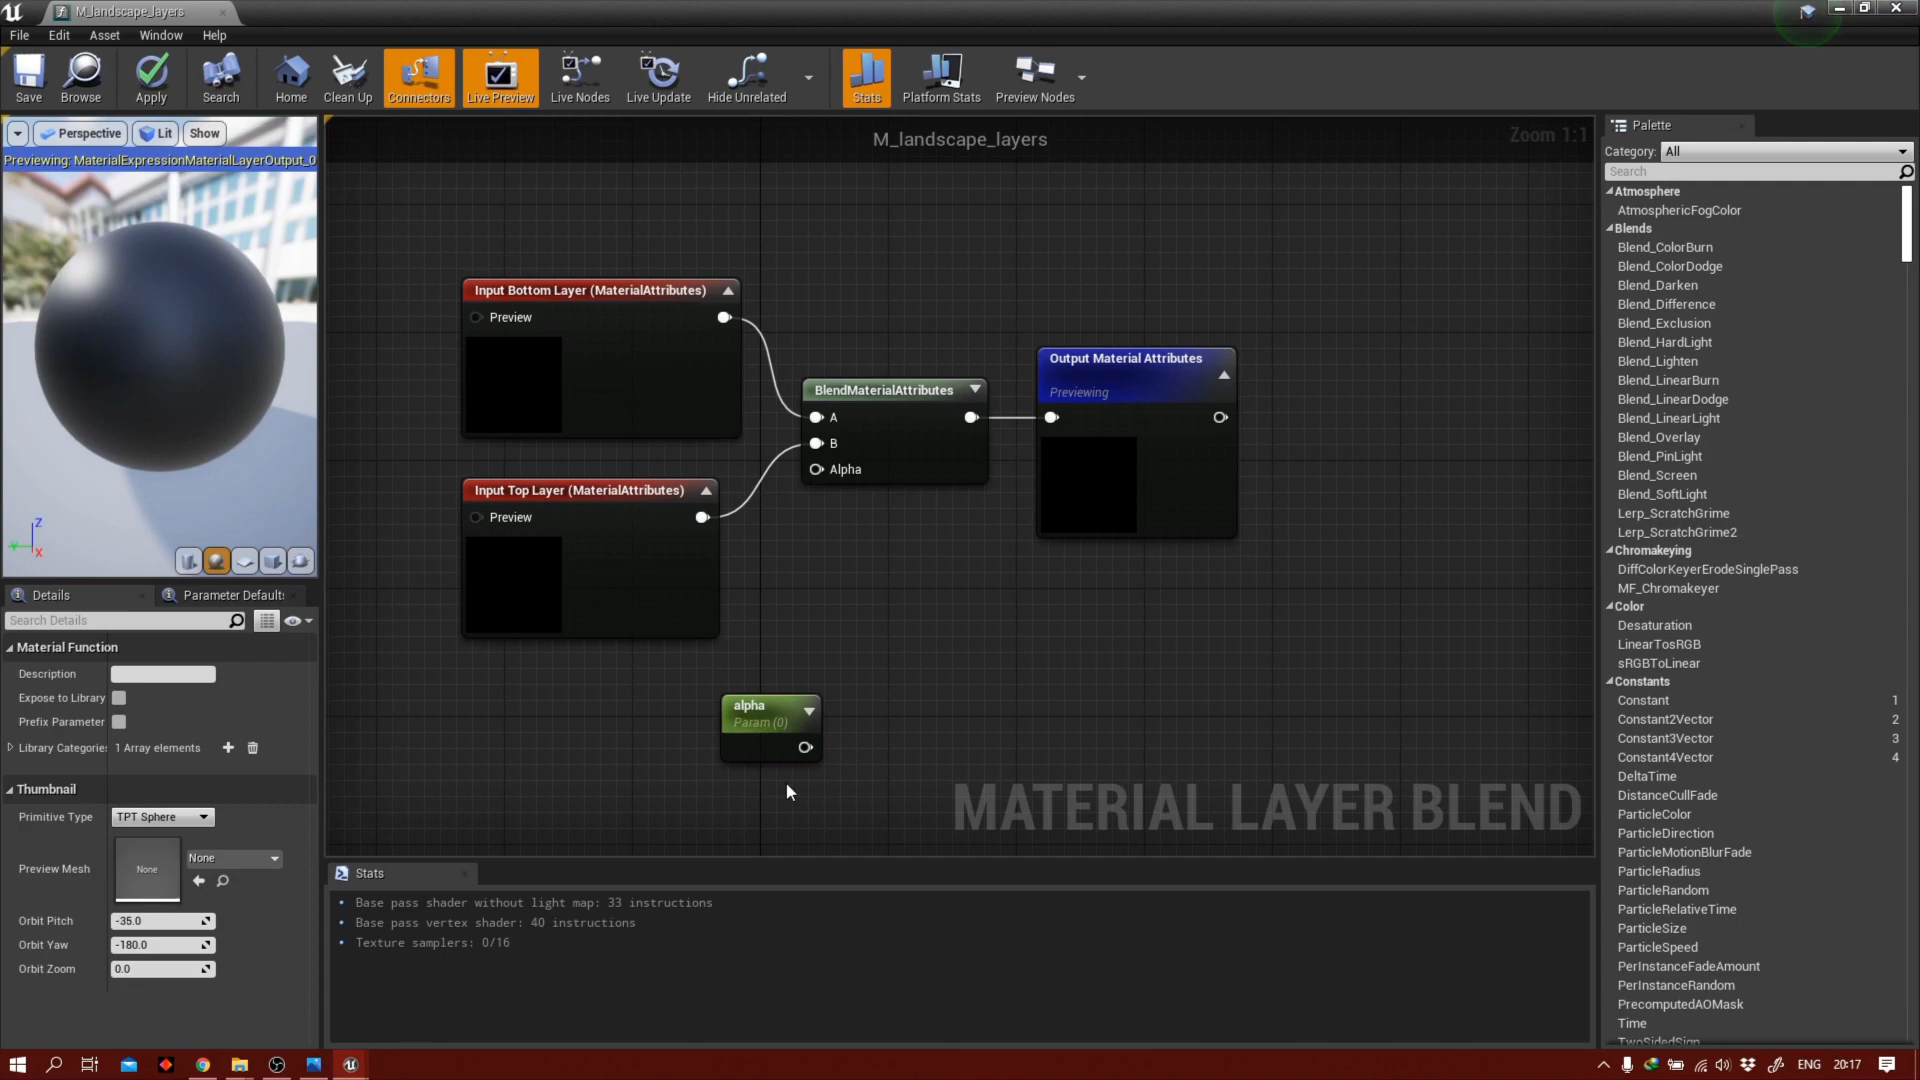 M_landscape_layers
File Edit Asset Window Help
Save Browse Apply Search Home Clean Up Connectors Live Preview Live Nodes Live Update Hide Unrelated Stats Platform Stats Preview Nodes
Perspective Lit Show
Previewing: MaterialExpressionMaterialLayerOutput_0
Z
X
M_landscape_layers
Zoom 1:1
Input Bottom Layer (MaterialAttributes)
Preview
Input Top Layer (MaterialAttributes)
Preview
BlendMaterialAttributes
A
B
Alpha
Output Material Attributes
Previewing
alpha
Param (0)
MATERIAL LAYER BLEND
Details Parameter Default:
Search Details
Material Function
Description
Expose to Library
Prefix Parameter
Library Categorie: 1 Array elements
Thumbnail
Primitive Type TPT Sphere
Preview Mesh None None
Orbit Pitch -35.0
Orbit Yaw -180.0
Orbit Zoom 0.0
Stats
• Base pass shader without light map: 33 instructions
• Base pass vertex shader: 40 instructions
• Texture samplers: 0/16
Palette
Category: All
Search
Atmosphere
AtmosphericFogColor
Blends
Blend_ColorBurn
Blend_ColorDodge
Blend_Darken
Blend_Difference
Blend_Exclusion
Blend_HardLight
Blend_Lighten
Blend_LinearBurn
Blend_LinearDodge
Blend_LinearLight
Blend_Overlay
Blend_PinLight
Blend_Screen
Blend_SoftLight
Lerp_ScratchGrime
Lerp_ScratchGrime2
Chromakeying
DiffColorKeyerErodeSinglePass
MF_Chromakeyer
Color
Desaturation
LinearTosRGB
sRGBToLinear
Constants
Constant 1
Constant2Vector 2
Constant3Vector 3
Constant4Vector 4
DeltaTime
DistanceCullFade
ParticleColor
ParticleDirection
ParticleMotionBlurFade
ParticleRadius
ParticleRandom
ParticleRelativeTime
ParticleSize
ParticleSpeed
PerInstanceFadeAmount
PerInstanceRandom
PrecomputedAOMask
Time
TwoSidedSign
ENG 20:17